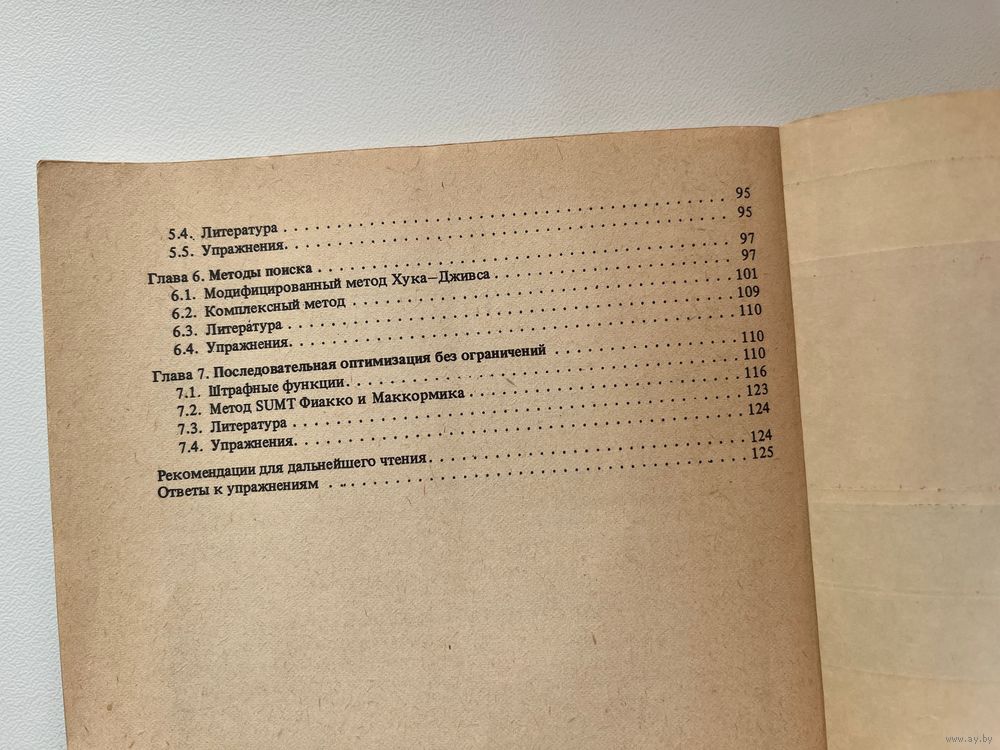 5.4. Литература . . . . . . . . . . . . . . . . . . . . . . . . . . . . . . . . 95
5.5. Упражнения. . . . . . . . . . . . . . . . . . . . . . . . . . . . . . . . 95
Глава 6. Методы поиска . . . . . . . . . . . . . . . . . . . . . . . . . . . . . . . . 97
6.1. Модифицированный метод Хука—Дживса . . . . . . . . . . . . . . . . . . . . 97
6.2. Комплексный метод . . . . . . . . . . . . . . . . . . . . . . . . . . . . . . 101
6.3. Литература . . . . . . . . . . . . . . . . . . . . . . . . . . . . . . . . 109
6.4. Упражнения. . . . . . . . . . . . . . . . . . . . . . . . . . . . . . . . 110
Глава 7. Последовательная оптимизация без ограничений . . . . . . . . . . . . . . . . 110
7.1. Штрафные функции. . . . . . . . . . . . . . . . . . . . . . . . . . . . . . 110
7.2. Метод SUMT Фиакко и Маккормика . . . . . . . . . . . . . . . . . . . . . . 116
7.3. Литература . . . . . . . . . . . . . . . . . . . . . . . . . . . . . . . . 123
7.4. Упражнения. . . . . . . . . . . . . . . . . . . . . . . . . . . . . . . . 124
Рекомендации для дальнейшего чтения. . . . . . . . . . . . . . . . . . . . . . . . 124
Ответы к упражнениям . . . . . . . . . . . . . . . . . . . . . . . . . . . . . . . . 125
www.ay.by